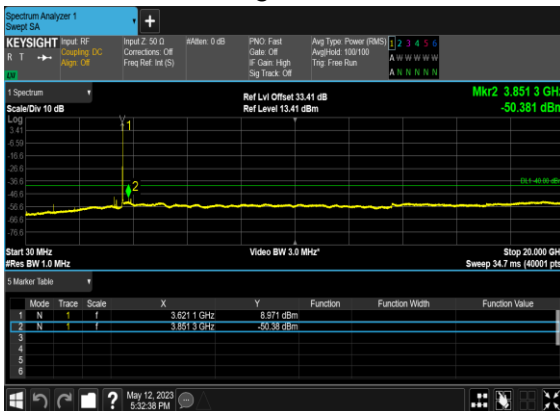 Spectrum Analyzer 1
Swept SA
KEYSIGHT
R T
LV
Input: RF
Coupling: DC
Align: Off
Input Z: 50 Ω
Corrections: Off
Freq Ref: Int (S)
#Atten: 0 dB
PNO: Fast
Gate: Off
IF Gain: High
Sig Track: Off
Avg Type: Power (RMS)
Avg|Hold: 100/100
Trig: Free Run
1 2 3 4 5 6
A W W W W W
A N N N N N
1 Spectrum
Scale/Div 10 dB
Ref Lvl Offset 33.41 dB
Ref Level 13.41 dBm
Mkr2 3.851 3 GHz
-50.381 dBm
Log
3.41
-6.59
-16.6
-26.6
-36.6
-46.6
-56.6
-66.6
-76.6
1
2
DL1 -40.00 dBm
Start 30 MHz
#Res BW 1.0 MHz
Video BW 3.0 MHz*
Stop 20.000 GHz
Sweep 34.7 ms (40001 pts)
5 Marker Table
Mode Trace Scale X Y Function Function Width Function Value
1 N 1 f 3.621 1 GHz 8.971 dBm
2 N 1 f 3.851 3 GHz -50.38 dBm
3
4
5
6
?
May 12, 2023
5:32:38 PM